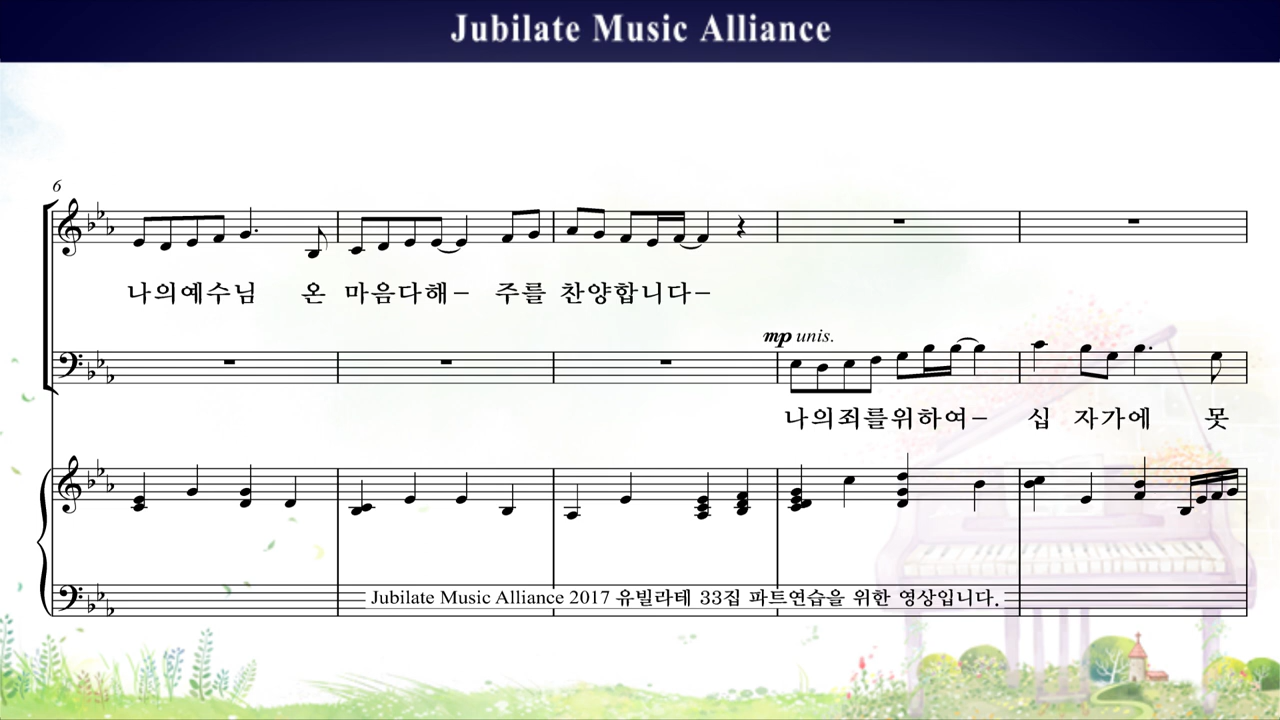 Jubilate Music Alliance
6
나의예수님 온 마음다해– 주를 찬양합니다–
mp unis.
나의죄를위하여– 십 자가에 못
Jubilate Music Alliance 2017 유빌라테 33집 파트연습을 위한 영상입니다.